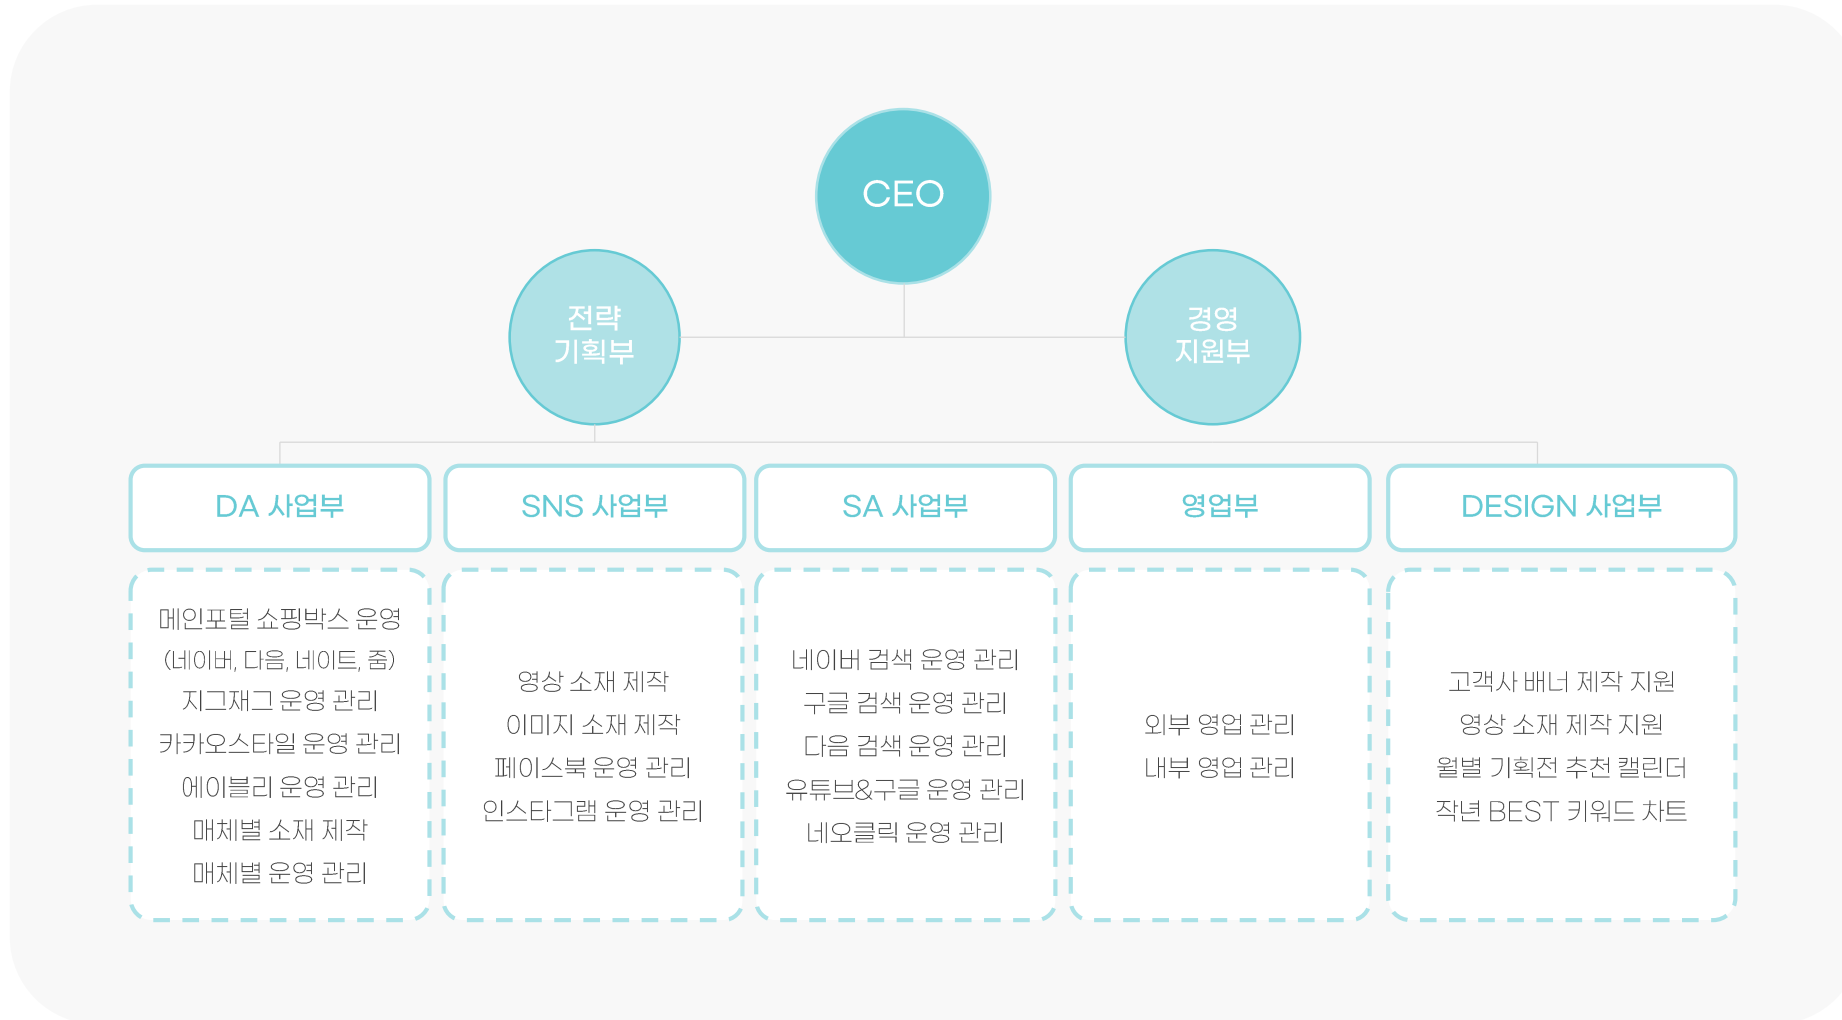 CEO
전략
기획부
경영
지원부
DA 사업부
SNS 사업부
SA 사업부
영업부
DESIGN 사업부
메인포털 쇼핑박스 운영
(네이버, 다음, 네이트, 줌)
지그재그 운영 관리
카카오스타일 운영 관리
에이블리 운영 관리
매체별 소재 제작
매체별 운영 관리
영상 소재 제작
이미지 소재 제작
페이스북 운영 관리
인스타그램 운영 관리
네이버 검색 운영 관리
구글 검색 운영 관리
다음 검색 운영 관리
유튜브&구글 운영 관리
네오클릭 운영 관리
외부 영업 관리
내부 영업 관리
고객사 배너 제작 지원
영상 소재 제작 지원
월별 기획전 추천 캘린더
작년 BEST 키워드 차트